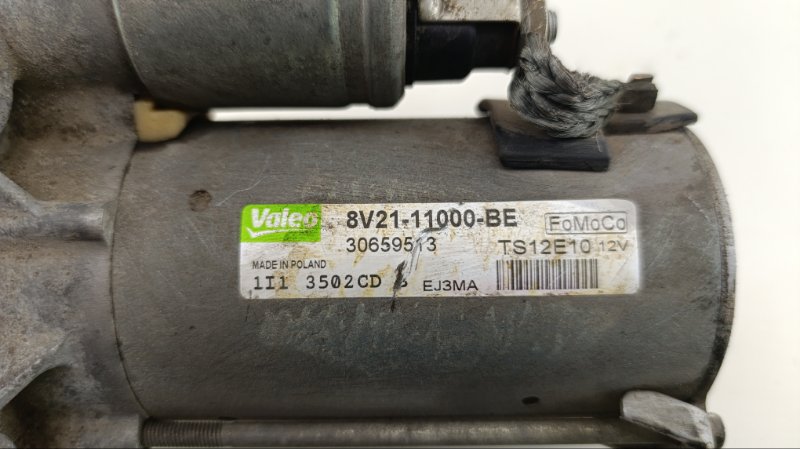 Valeo 8V21-11000-BE FoMoCo
30659513 TS12E10 12V
MADE IN POLAND
1I1 3502CD EJ3MA